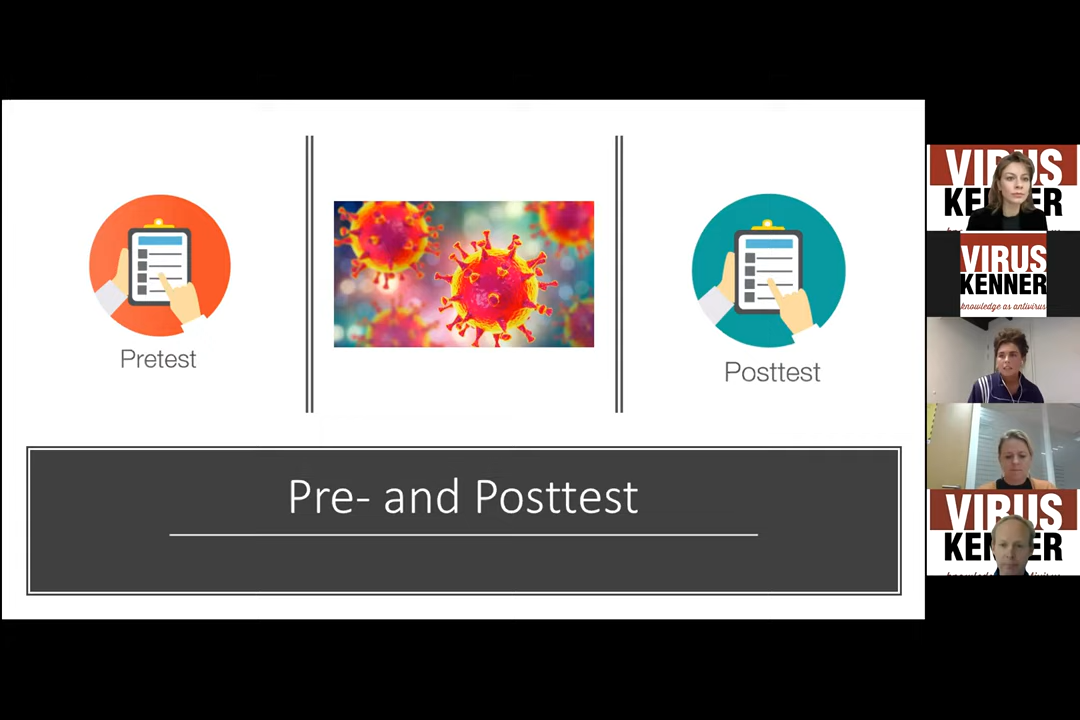 Pretest
Posttest
Pre- and Posttest
VIRUS
KENNER
VIRUS
KENNER
knowledge as antivirus
VIRUS
KENNER